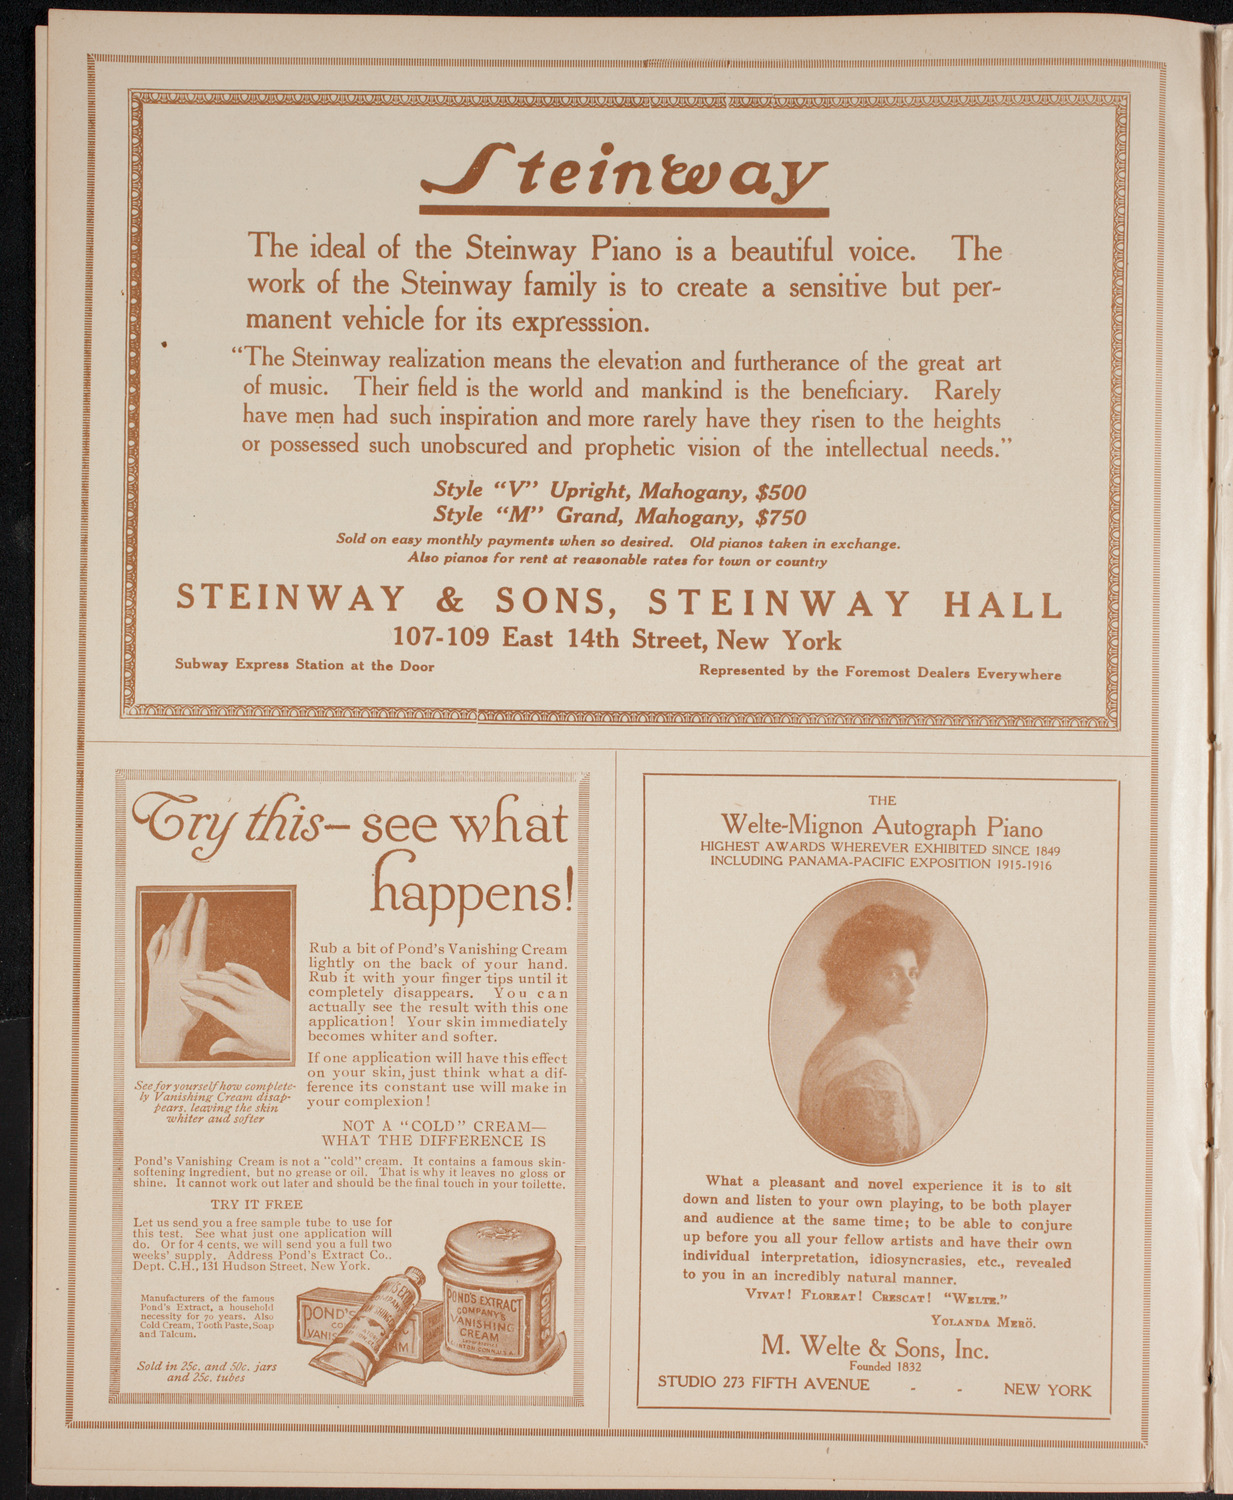 Steinway
The ideal of the Steinway Piano is a beautiful voice. The
work of the Steinway family is to create a sensitive but per-
manent vehicle for its expresssion.
“The Steinway realization means the elevation and furtherance of the great art
of music. Their field is the world and mankind is the beneficiary. Rarely
have men had such inspiration and more rarely have they risen to the heights
or possessed such unobscured and prophetic vision of the intellectual needs.”
Style “V” Upright, Mahogany, $500
Style “M” Grand, Mahogany, $750
Sold on easy monthly payments when so desired. Old pianos taken in exchange.
Also pianos for rent at reasonable rates for town or country
STEINWAY & SONS, STEINWAY HALL
107-109 East 14th Street, New York
Subway Express Station at the Door
Represented by the Foremost Dealers Everywhere
Try this–see what
happens!
Rub a bit of Pond's Vanishing Cream
lightly on the back of your hand.
Rub it with your finger tips until it
completely disappears. You can
actually see the result with this one
application! Your skin immediately
becomes whiter and softer.
If one application will have this effect
on your skin, just think what a dif-
ference its constant use will make in
your complexion!
See for yourself how complete-
ly Vanishing Cream disap-
pears, leaving the skin
whiter aud softer
NOT A “COLD” CREAM—
WHAT THE DIFFERENCE IS
Pond's Vanishing Cream is not a "cold" cream. It contains a famous skin-
softening ingredient, but no grease or oil. That is why it leaves no gloss or
shine. It cannot work out later and should be the final touch in your toilette.
TRY IT FREE
Let us send you a free sample tube to use for
this test. See what just one application will
do. Or for 4 cents, we will send you a full two
weeks' supply. Address Pond's Extract Co.,
Dept. C.H., 131 Hudson Street, New York.
Manufacturers of the famous
Pond's Extract, a household
necessity for 70 years. Also
Cold Cream, Tooth Paste, Soap
and Talcum.
Sold in 25c. and 50c. jars
and 25c. tubes
POND'S
VANIS
POND'S EXTRACT
COMPANY'S
VANISHING
CREAM
THE
Welte-Mignon Autograph Piano
HIGHEST AWARDS WHEREVER EXHIBITED SINCE 1849
INCLUDING PANAMA-PACIFIC EXPOSITION 1915-1916
What a pleasant and novel experience it is to sit
down and listen to your own playing, to be both player
and audience at the same time; to be able to conjure
up before you all your fellow artists and have their own
individual interpretation, idiosyncrasies, etc., revealed
to you in an incredibly natural manner.
VIVAT! FLOREAT! CRESCAT! “WELTE.”
YOLANDA MERÖ.
M. Welte & Sons, Inc.
Founded 1832
STUDIO 273 FIFTH AVENUE - - NEW YORK